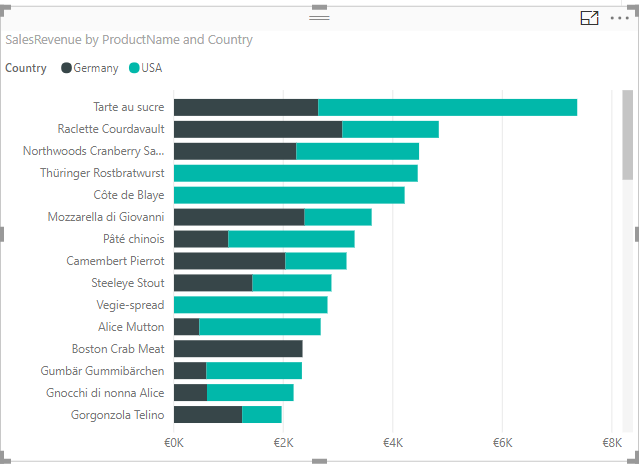 SalesRevenue by ProductName and Country
Country Germany USA
Tarte au sucre
Raclette Courdavault
Northwoods Cranberry Sa...
Thüringer Rostbratwurst
Côte de Blaye
Mozzarella di Giovanni
Pâté chinois
Camembert Pierrot
Steeleye Stout
Vegie-spread
Alice Mutton
Boston Crab Meat
Gumbär Gummibärchen
Gnocchi di nonna Alice
Gorgonzola Telino
€0K €2K €4K €6K €8K